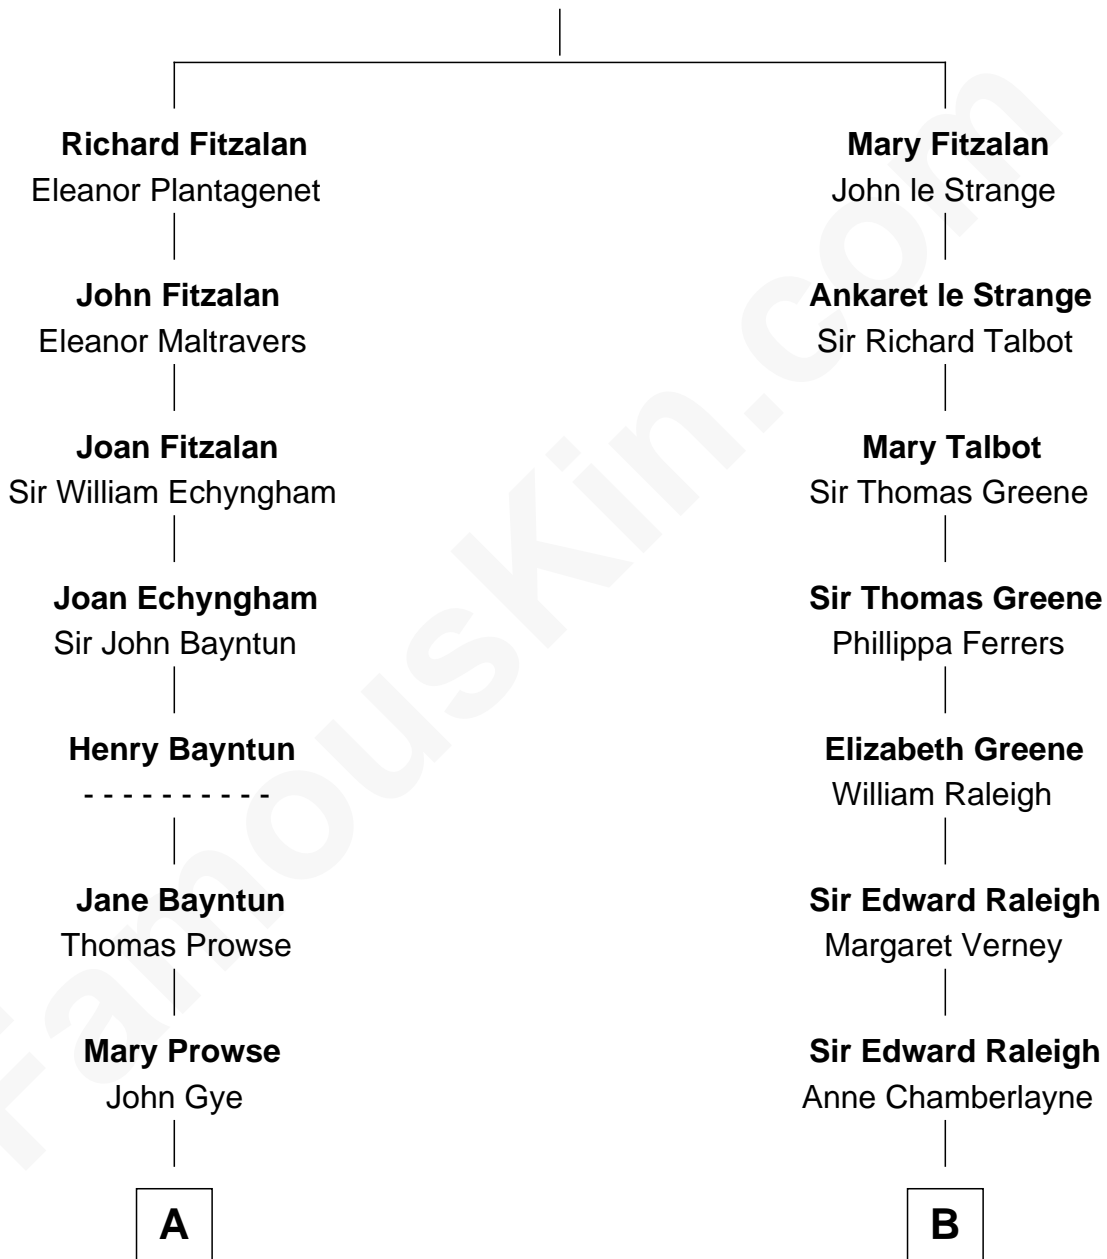 Richard Fitzalan
Eleanor Plantagenet
John Fitzalan
Eleanor Maltravers
Joan Fitzalan
Sir William Echyngham
Joan Echyngham
Sir John Bayntun
Henry Bayntun
- - - - - - - - - -
Jane Bayntun
Thomas Prowse
Mary Prowse
John Gye
A
Mary Fitzalan
John le Strange
Ankaret le Strange
Sir Richard Talbot
Mary Talbot
Sir Thomas Greene
Sir Thomas Greene
Phillippa Ferrers
Elizabeth Greene
William Raleigh
Sir Edward Raleigh
Margaret Verney
Sir Edward Raleigh
Anne Chamberlayne
B
FamousKin.com